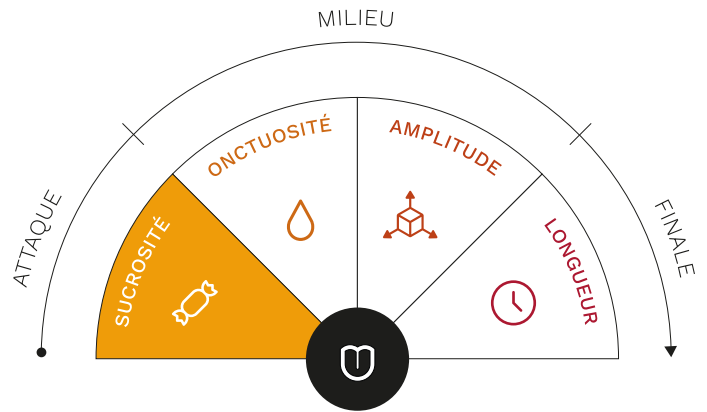 MILIEU
ATTAQUE
FINALE
SUCROSITÉ
ONCTUOSITÉ
AMPLITUDE
LONGUEUR